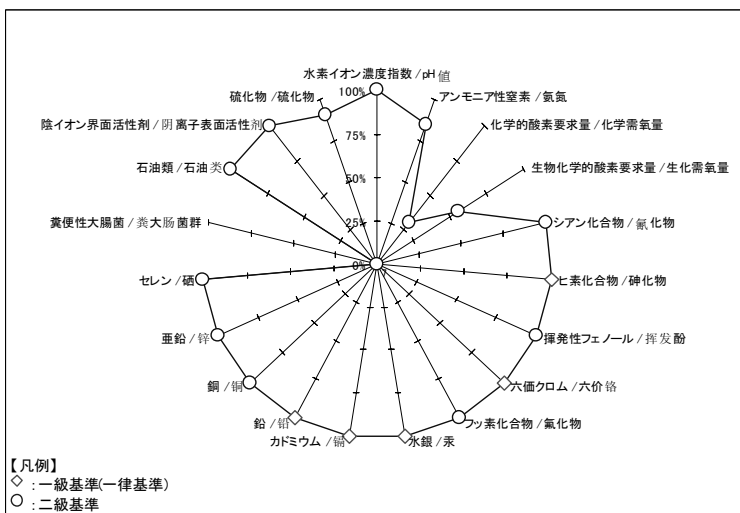 水素イオン濃度指数/pH値
100%
75%
50%
25%
0%
アンモニア性窒素/氨氮
化学的酸素要求量/化学需氧量
生物化学的酸素要求量/生化需氧量
シアン化合物/氰化物
ヒ素化合物/砷化物
揮発性フェノール/挥发酚
六価クロム/六价铬
フッ素化合物/氟化物
水銀/汞
カドミウム/镉
鉛/铅
銅/铜
亜鉛/锌
セレン/硒
糞便性大腸菌/粪大肠菌群
石油類/石油类
陰イオン界面活性剤/阴离子表面活性剂
硫化物/硫化物
【凡例】
◇:一級基準(一律基準)
○:二級基準